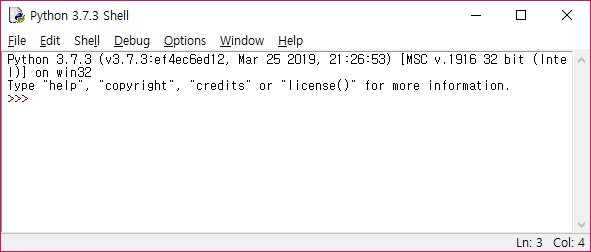 Python 3.7.3 Shell
File Edit Shell Debug Options Window Help
Python 3.7.3 (v3.7.3:ef4ec6ed12, Mar 25 2019, 21:26:53) [MSC v.1916 32 bit (Inte
l)] on win32
Type "help", "copyright", "credits" or "license()" for more information.
>>>
Ln: 3 Col: 4